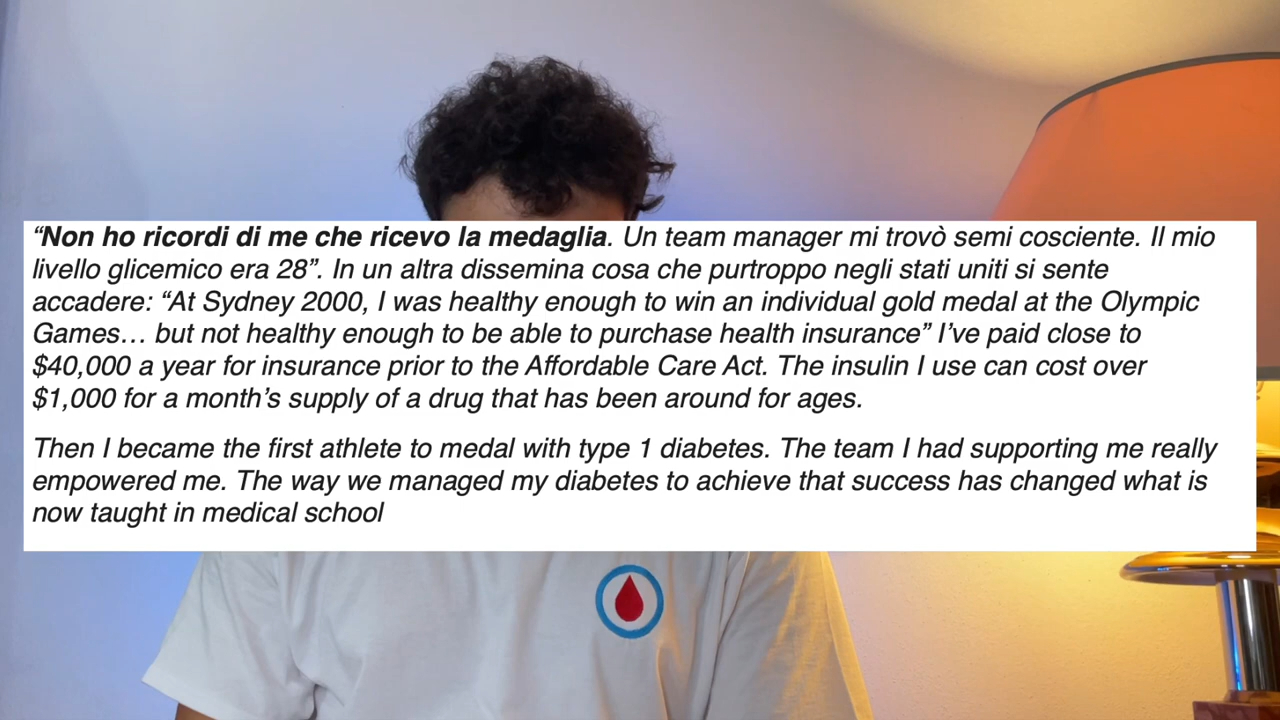 “Non ho ricordi di me che ricevo la medaglia. Un team manager mi trovò semi cosciente. Il mio
livello glicemico era 28”. In un altra dissemina cosa che purtroppo negli stati uniti si sente
accadere: “At Sydney 2000, I was healthy enough to win an individual gold medal at the Olympic
Games… but not healthy enough to be able to purchase health insurance” I’ve paid close to
$40,000 a year for insurance prior to the Affordable Care Act. The insulin I use can cost over
$1,000 for a month’s supply of a drug that has been around for ages.
Then I became the first athlete to medal with type 1 diabetes. The team I had supporting me really
empowered me. The way we managed my diabetes to achieve that success has changed what is
now taught in medical school